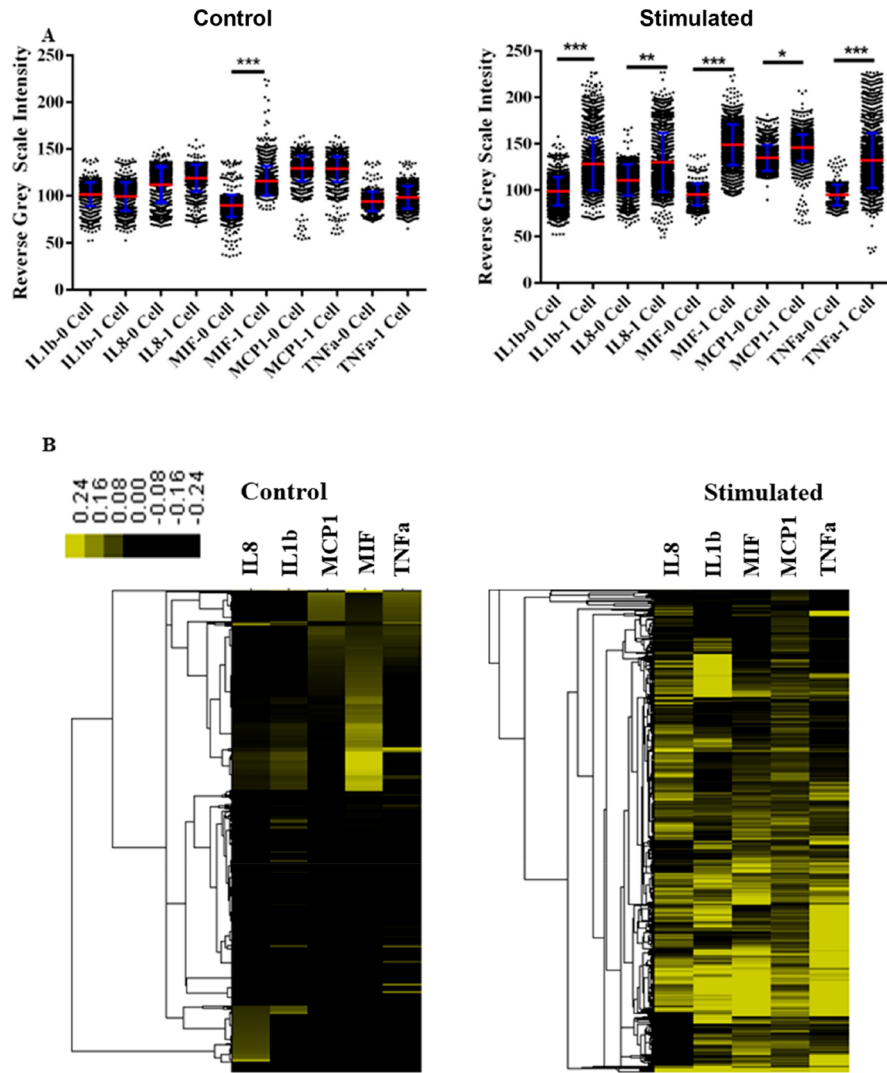 Control
Stimulated
A
Reverse Grey Scale Intensity
250
200
150
100
50
0
***
IL1b-0 Cell
IL1b-1 Cell
IL8-0 Cell
IL8-1 Cell
MIF-0 Cell
MIF-1 Cell
MCP1-0 Cell
MCP1-1 Cell
TNFa-0 Cell
TNFa-1 Cell
Reverse Grey Scale Intesity
250
200
150
100
50
0
*** ** *** * ***
IL1b-0 Cell
IL1b-1 Cell
IL8-0 Cell
IL8-1 Cell
MIF-0 Cell
MIF-1 Cell
MCP1-0 Cell
MCP1-1 Cell
TNFa-0 Cell
TNFa-1 Cell
B
0.24
0.16
0.08
0.00
-0.08
-0.16
-0.24
Control
IL8
IL1b
MCP1
MIF
TNFa
Stimulated
IL8
IL1b
MIF
MCP1
TNFa